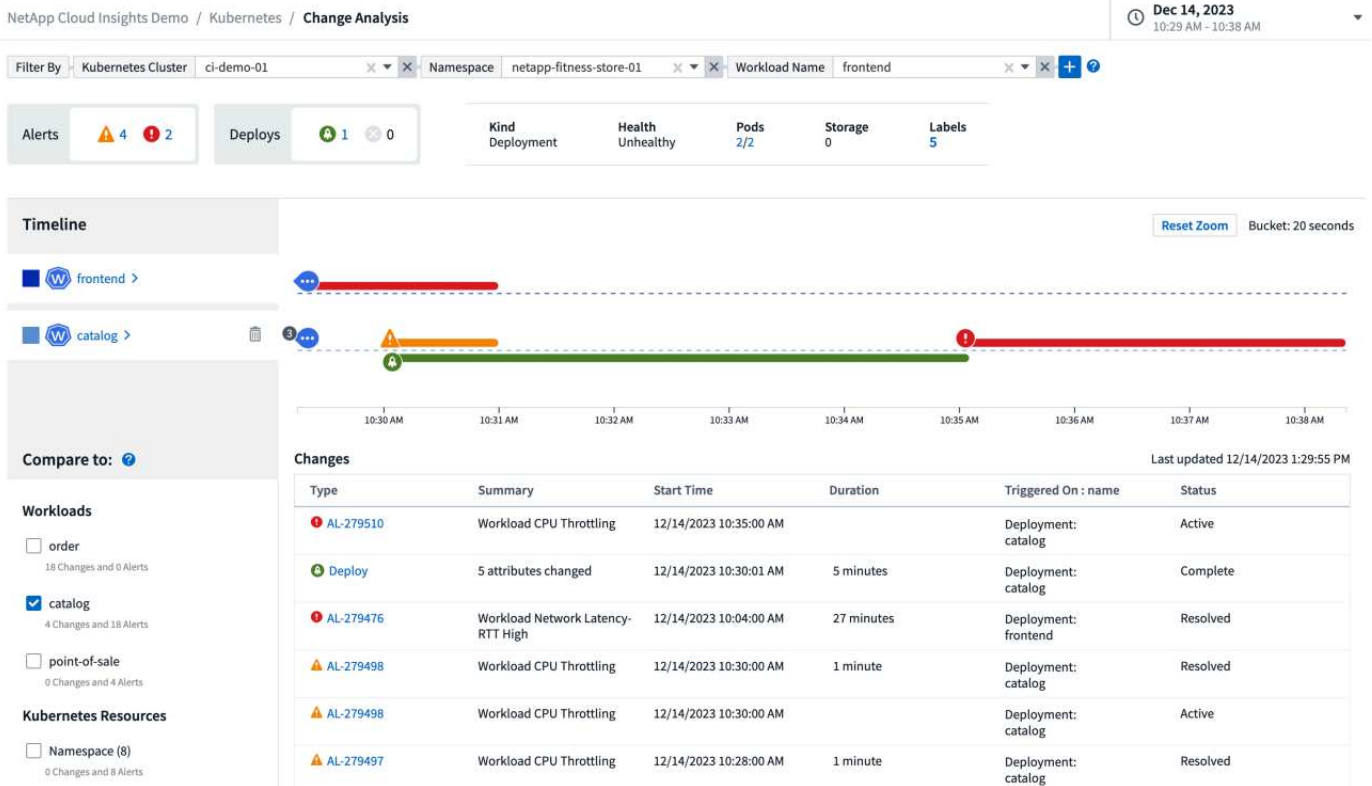 NetApp Cloud Insights Demo / Kubernetes / Change Analysis
Dec 14, 2023
10:29 AM - 10:38 AM
Filter By Kubernetes Cluster ci-demo-01 Namespace netapp-fitness-store-01 Workload Name frontend
Alerts 4 2 Deploys 1 0
Kind Health Pods Storage Labels
Deployment Unhealthy 2/2 0 5
Timeline
Reset Zoom Bucket: 20 seconds
W frontend >
W catalog > 3
10:30 AM 10:31 AM 10:32 AM 10:33 AM 10:34 AM 10:35 AM 10:36 AM 10:37 AM 10:38 AM
Compare to:
Workloads
order
18 Changes and 0 Alerts
catalog
4 Changes and 18 Alerts
point-of-sale
0 Changes and 4 Alerts
Kubernetes Resources
Namespace (8)
0 Changes and 8 Alerts
Changes Last updated 12/14/2023 1:29:55 PM
Type Summary Start Time Duration Triggered On : name Status
AL-279510 Workload CPU Throttling 12/14/2023 10:35:00 AM Deployment: Active
catalog
Deploy 5 attributes changed 12/14/2023 10:30:01 AM 5 minutes Deployment: Complete
catalog
AL-279476 Workload Network Latency- 12/14/2023 10:04:00 AM 27 minutes Deployment: Resolved
RTT High frontend
AL-279498 Workload CPU Throttling 12/14/2023 10:30:00 AM 1 minute Deployment: Resolved
catalog
AL-279498 Workload CPU Throttling 12/14/2023 10:30:00 AM Deployment: Active
catalog
AL-279497 Workload CPU Throttling 12/14/2023 10:28:00 AM 1 minute Deployment: Resolved
catalog